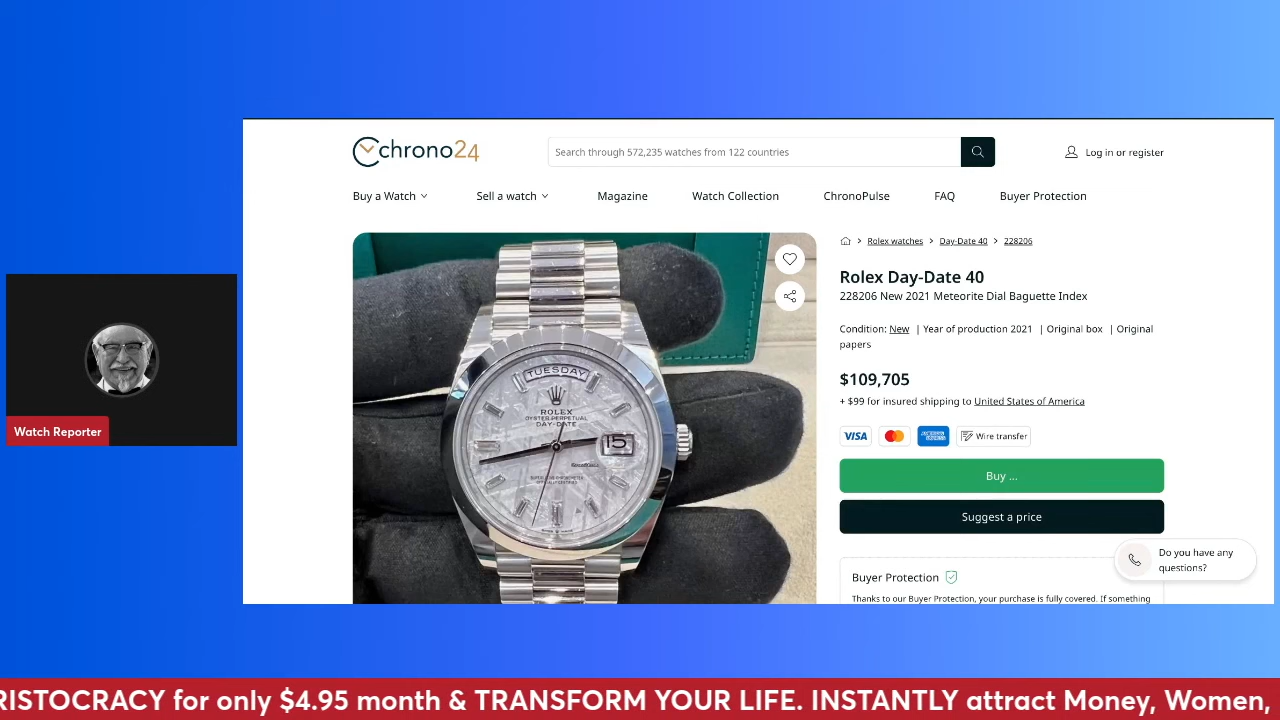 chrono24
Search through 572,235 watches from 122 countries
Log in or register
Buy a Watch
Sell a watch
Magazine
Watch Collection
ChronoPulse
FAQ
Buyer Protection
Rolex watches > Day-Date 40 > 228206
Rolex Day-Date 40
228206 New 2021 Meteorite Dial Baguette Index
Condition: New | Year of production 2021 | Original box | Original
papers
$109,705
+ $99 for insured shipping to United States of America
VISA
AMERICAN EXPRESS
Wire transfer
Buy ...
Suggest a price
Do you have any
questions?
Buyer Protection
Thanks to our Buyer Protection, your purchase is fully covered. If something
TUESDAY
ROLEX
OYSTER PERPETUAL
DAY-DATE
15
Watch Reporter
RISTOCRACY for only $4.95 month & TRANSFORM YOUR LIFE. INSTANTLY attract Money, Women,